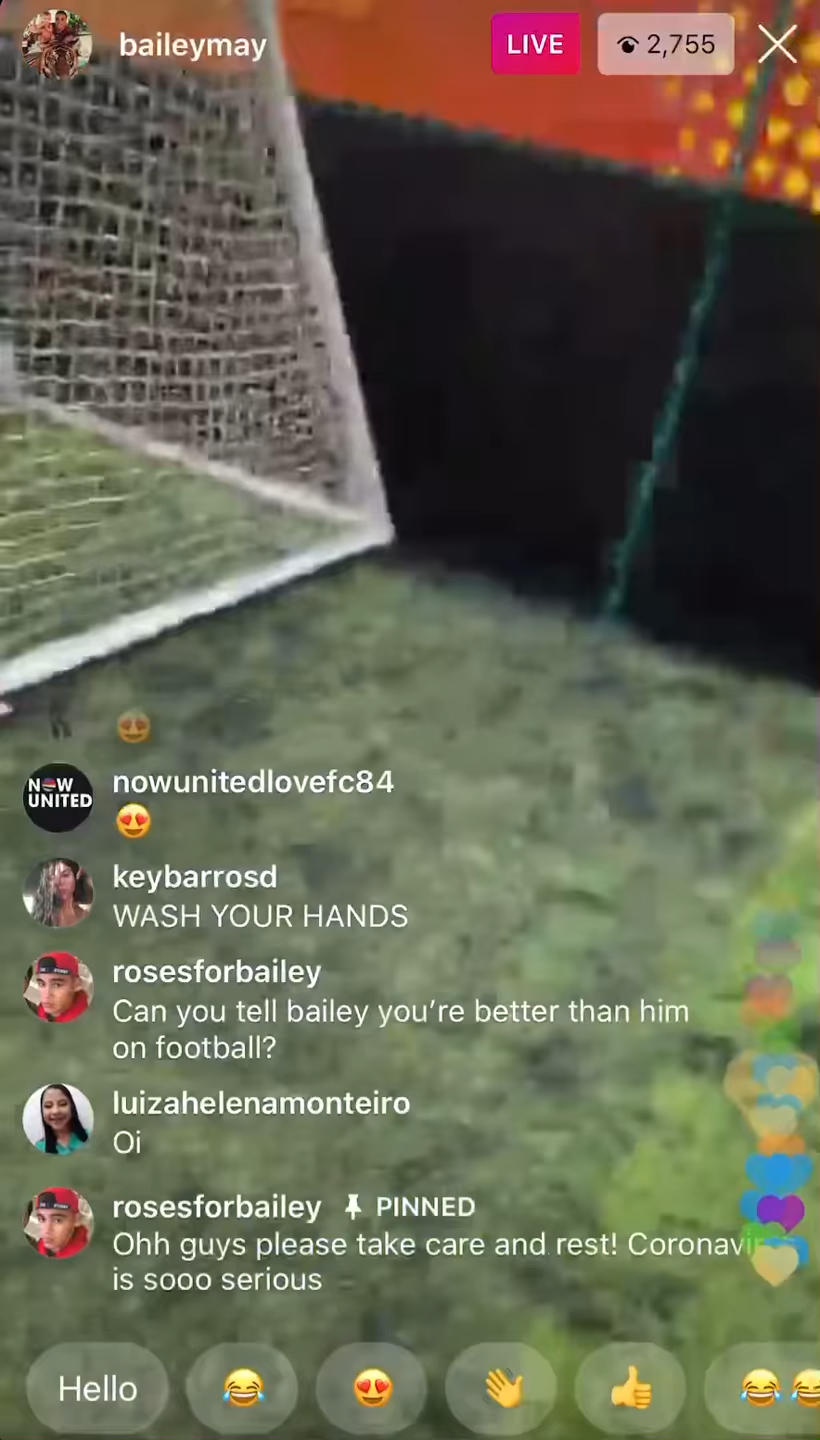 baileymay
LIVE
2,755
😍
NOW
UNITED
nowunitedlovefc84
😍
keybarrosd
WASH YOUR HANDS
rosesforbailey
Can you tell bailey you’re better than him
on football?
luizahelenamonteiro
Oi
rosesforbailey PINNED
Ohh guys please take care and rest!
is sooo serious
Hello 😂 😍 👋 👍 😂 😂